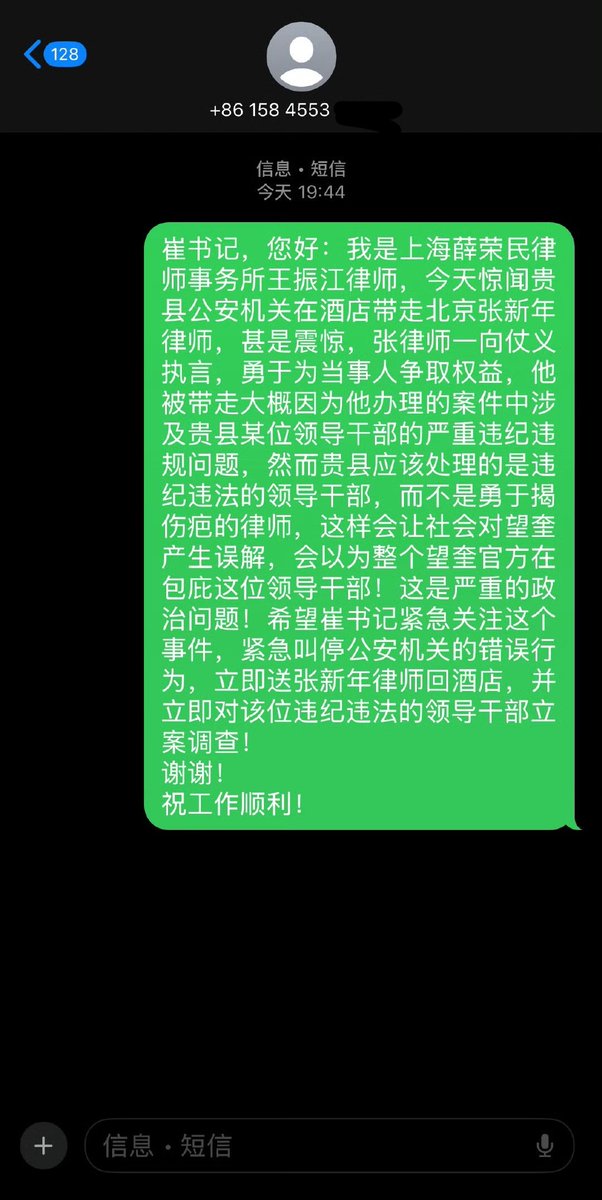 128
+86 158 4553
信息 • 短信
今天 19:44
崔书记，您好：我是上海薛荣民律
师事务所王振江律师，今天惊闻贵
县公安机关在酒店带走北京张新年
律师，甚是震惊，张律师一向仗义
执言，勇于为当事人争取权益，他
被带走大概因为他办理的案件中涉
及贵县某位领导干部的严重违纪违
规问题，然而贵县应该处理的是违
纪违法的领导干部，而不是勇于揭
伤疤的律师，这样会让社会对望奎
产生误解，会以为整个望奎官方在
包庇这位领导干部！这是严重的政
治问题！希望崔书记紧急关注这个
事件，紧急叫停公安机关的错误行
为，立即送张新年律师回酒店，并
立即对该位违纪违法的领导干部立
案调查！
谢谢！
祝工作顺利！
信息 • 短信